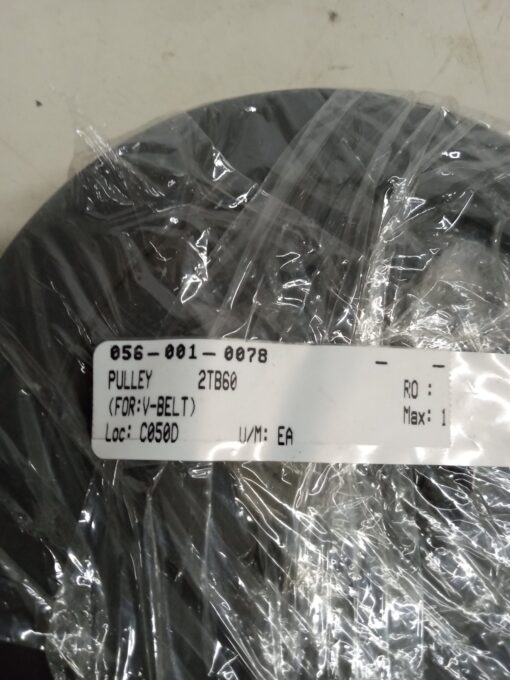 056-001-0078 - -
PULLEY 2TB60 RO :
(FOR:V-BELT) Max: 1
Loc: C050D U/M: EA